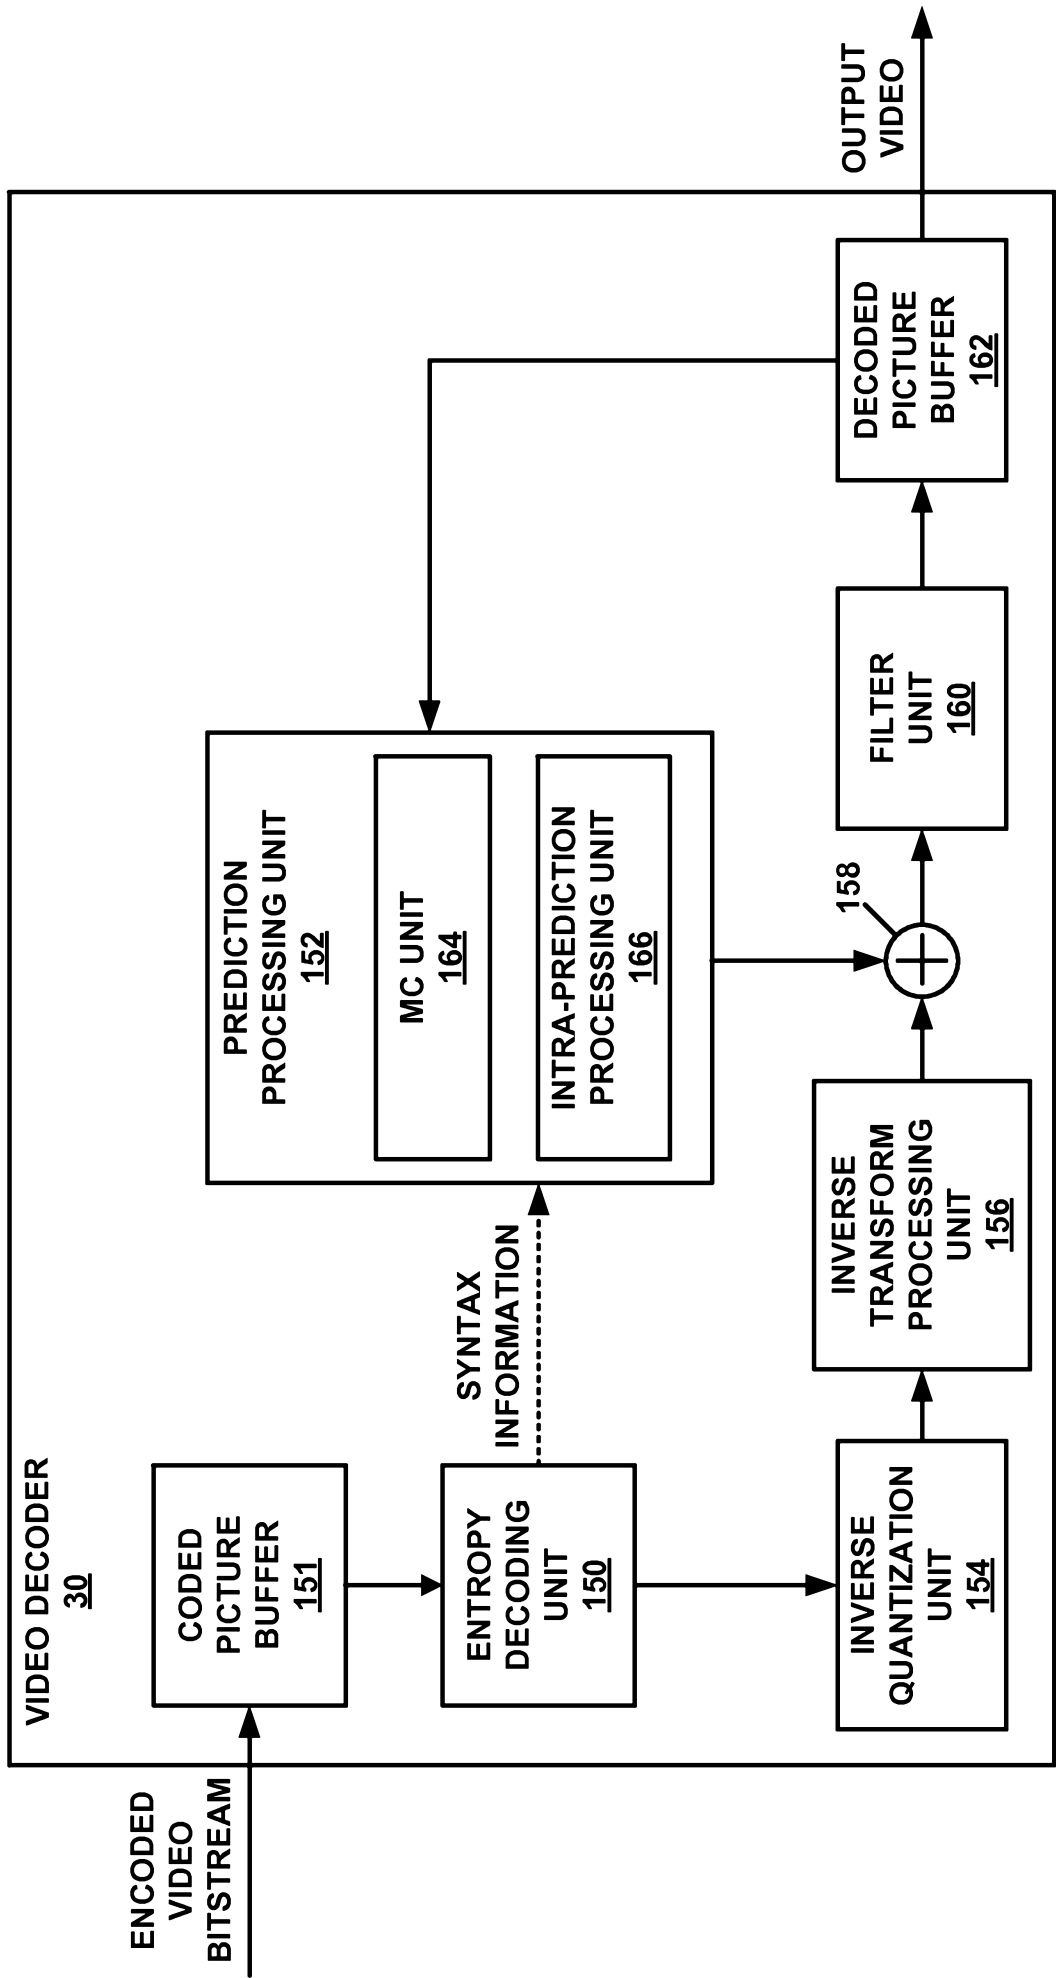 VIDEO DECODER
30
ENCODED
VIDEO
BITSTREAM
CODED
PICTURE
BUFFER
151
ENTROPY
DECODING
UNIT
150
SYNTAX
INFORMATION
PREDICTION
PROCESSING UNIT
152
MC UNIT
164
INTRA-PREDICTION
PROCESSING UNIT
166
INVERSE
QUANTIZATION
UNIT
154
INVERSE
TRANSFORM
PROCESSING
UNIT
156
158
FILTER
UNIT
160
DECODED
PICTURE
BUFFER
162
OUTPUT
VIDEO